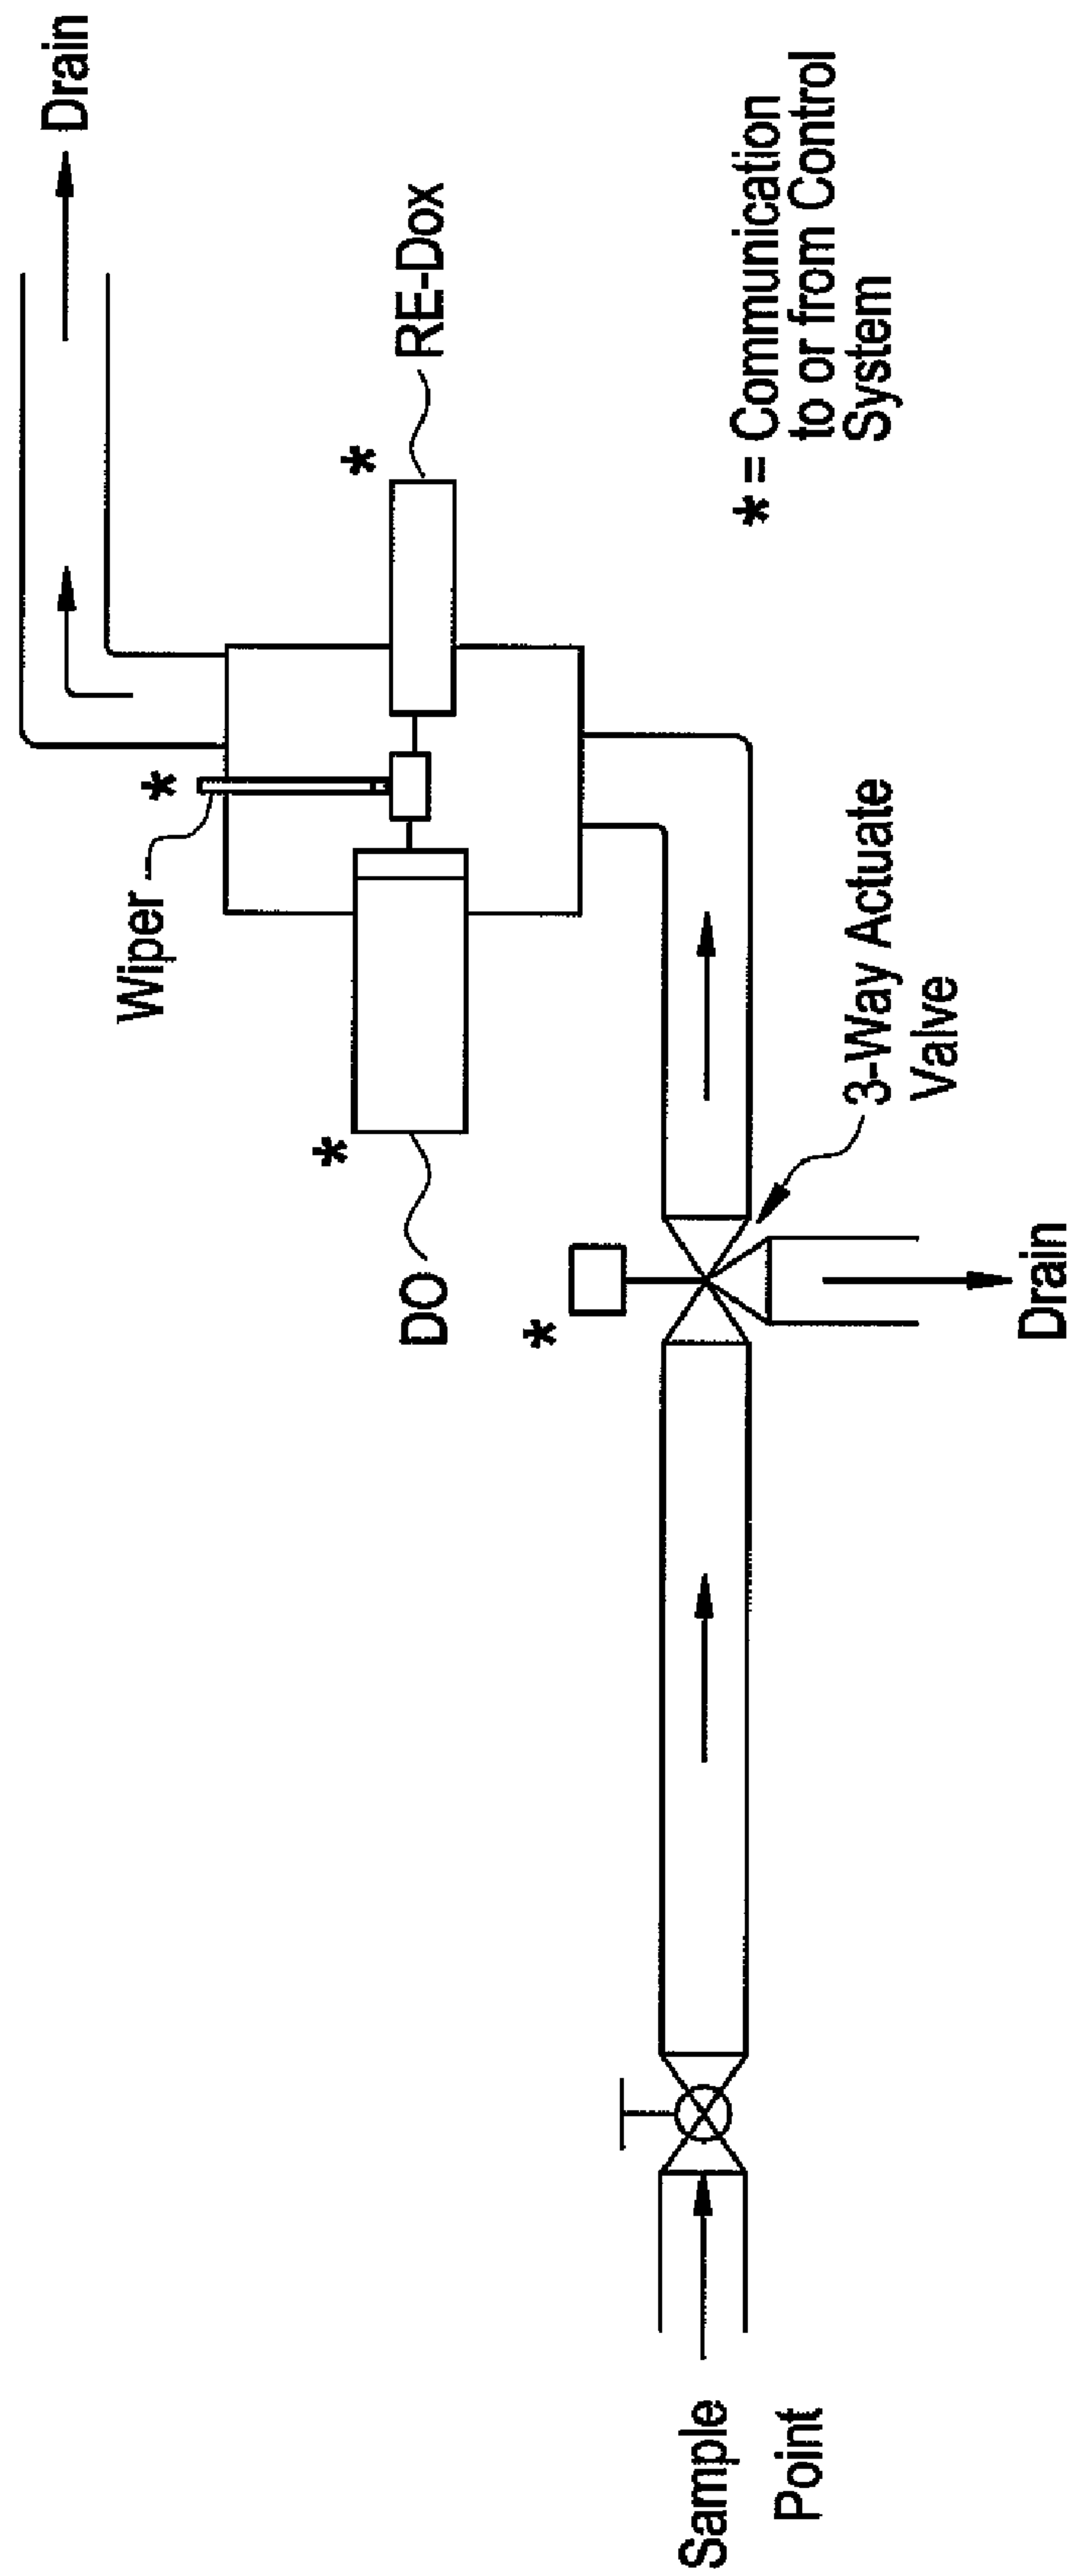 Drain
Wiper
*
*
RE-Dox
*
DO
*
3-Way Actuate
Valve
Drain
Sample
Point
* = Communication
to or from Control
System